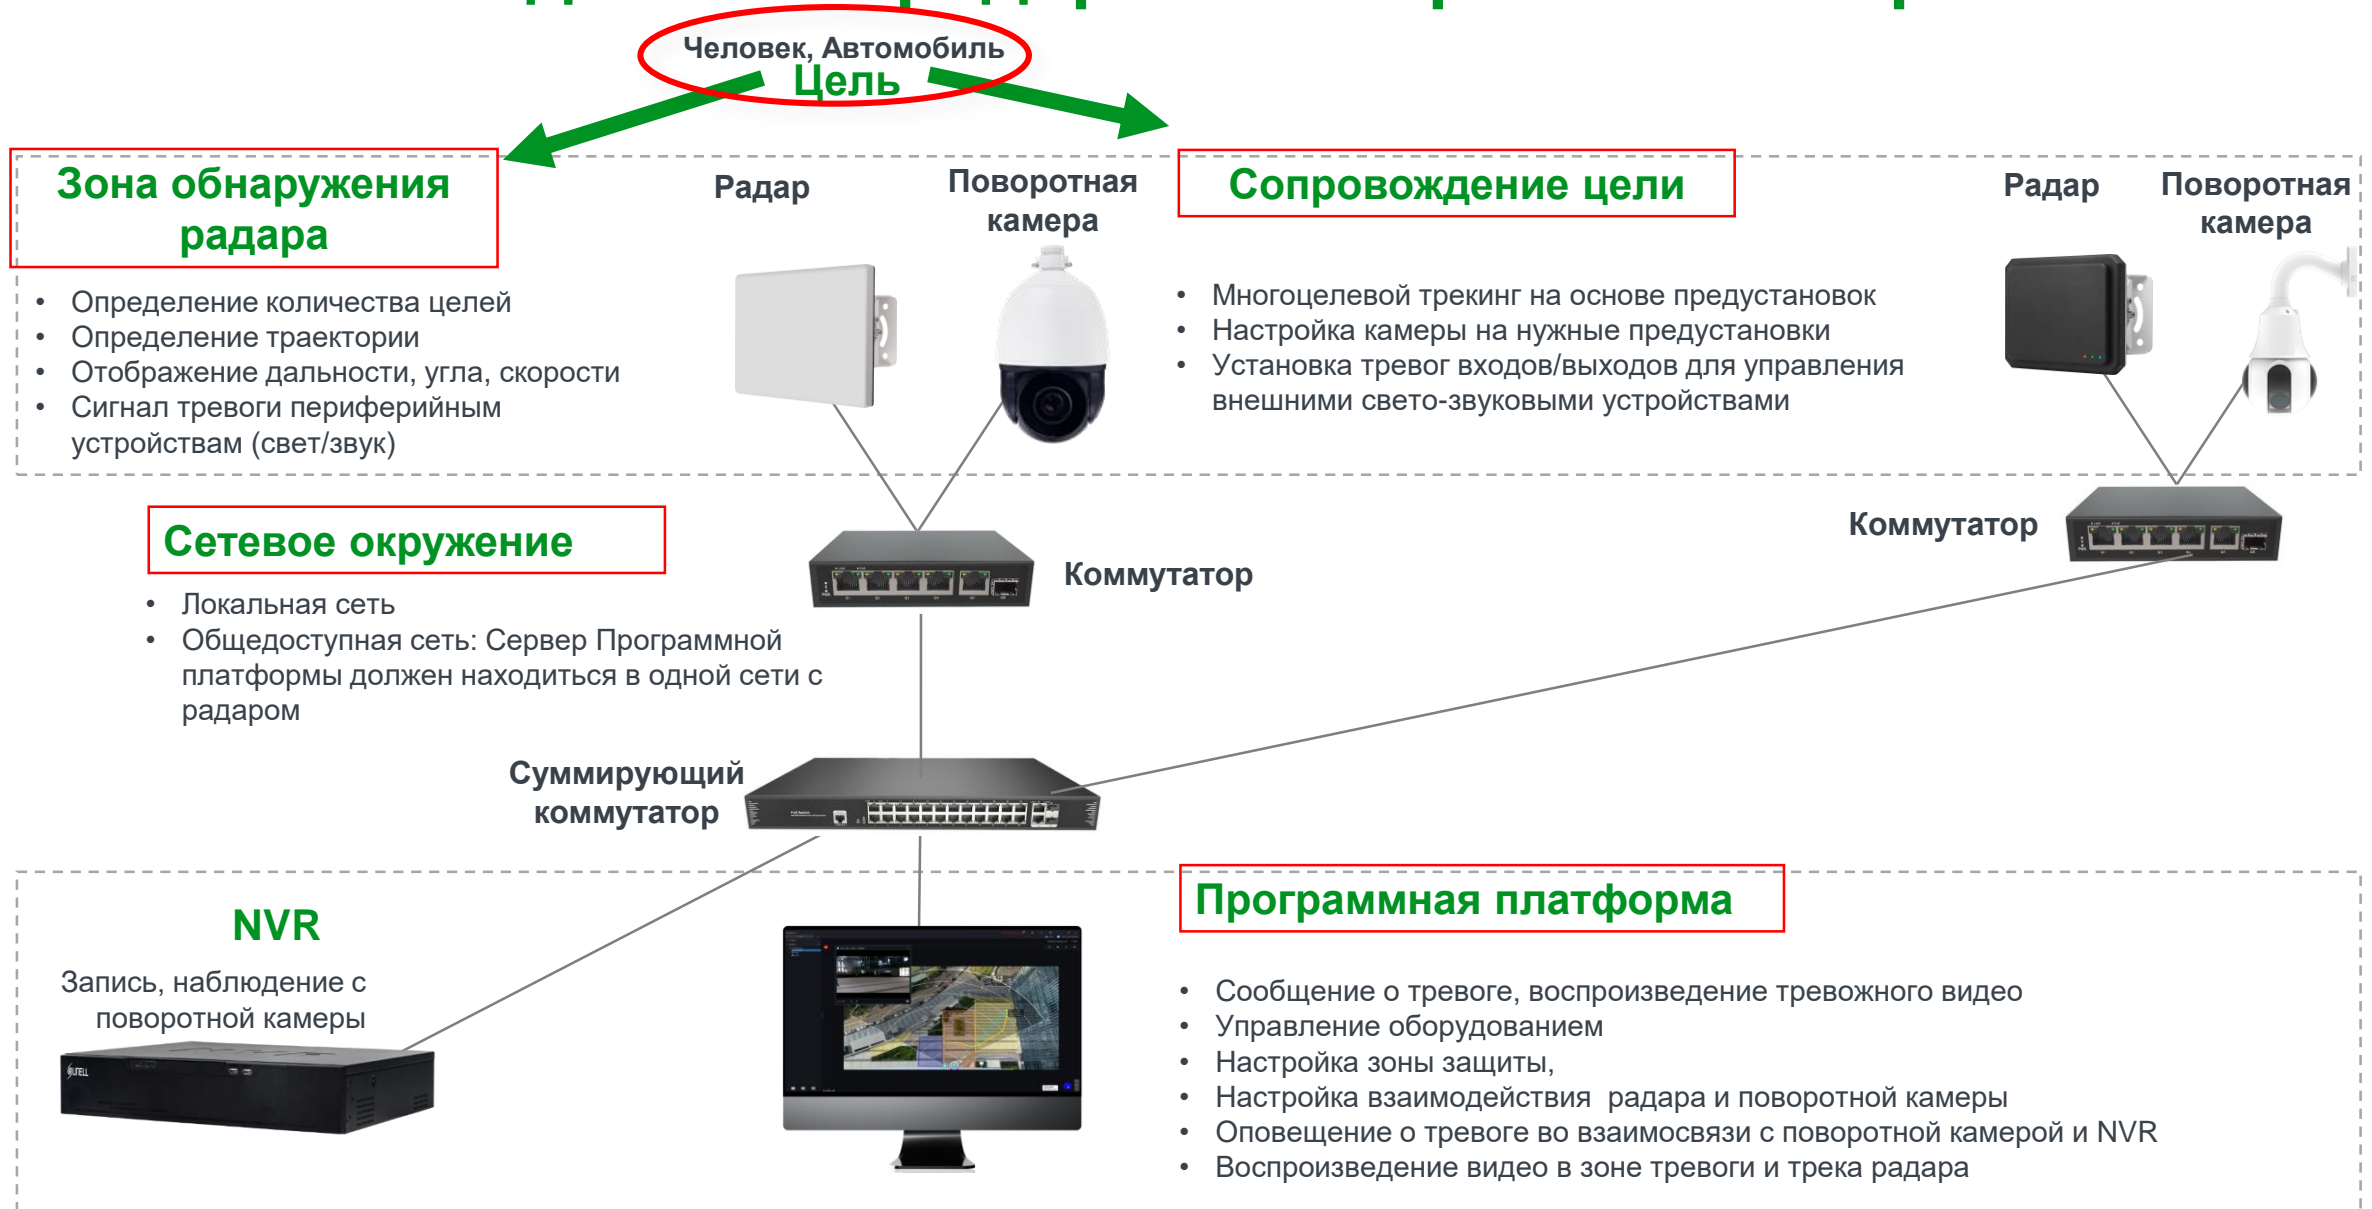 Человек, Автомобиль
Цель
Зона обнаружения
радара
Радар
Поворотная
камера
Сопровождение цели
Радар
Поворотная
камера
• Определение количества целей
• Определение траектории
• Отображение дальности, угла, скорости
• Сигнал тревоги периферийным
устройствам (свет/звук)
• Многоцелевой трекинг на основе предустановок
• Настройка камеры на нужные предустановки
• Установка тревог входов/выходов для управления
внешними свето-звуковыми устройствами
Сетевое окружение
Коммутатор
Коммутатор
• Локальная сеть
• Общедоступная сеть: Сервер Программной
платформы должен находиться в одной сети с
радаром
Суммирующий
коммутатор
NVR
Запись, наблюдение с
поворотной камеры
SUNELL
Программная платформа
• Сообщение о тревоге, воспроизведение тревожного видео
• Управление оборудованием
• Настройка зоны защиты,
• Настройка взаимодействия  радара и поворотной камеры
• Оповещение о тревоге во взаимосвязи с поворотной камерой и NVR
• Воспроизведение видео в зоне тревоги и трека радара